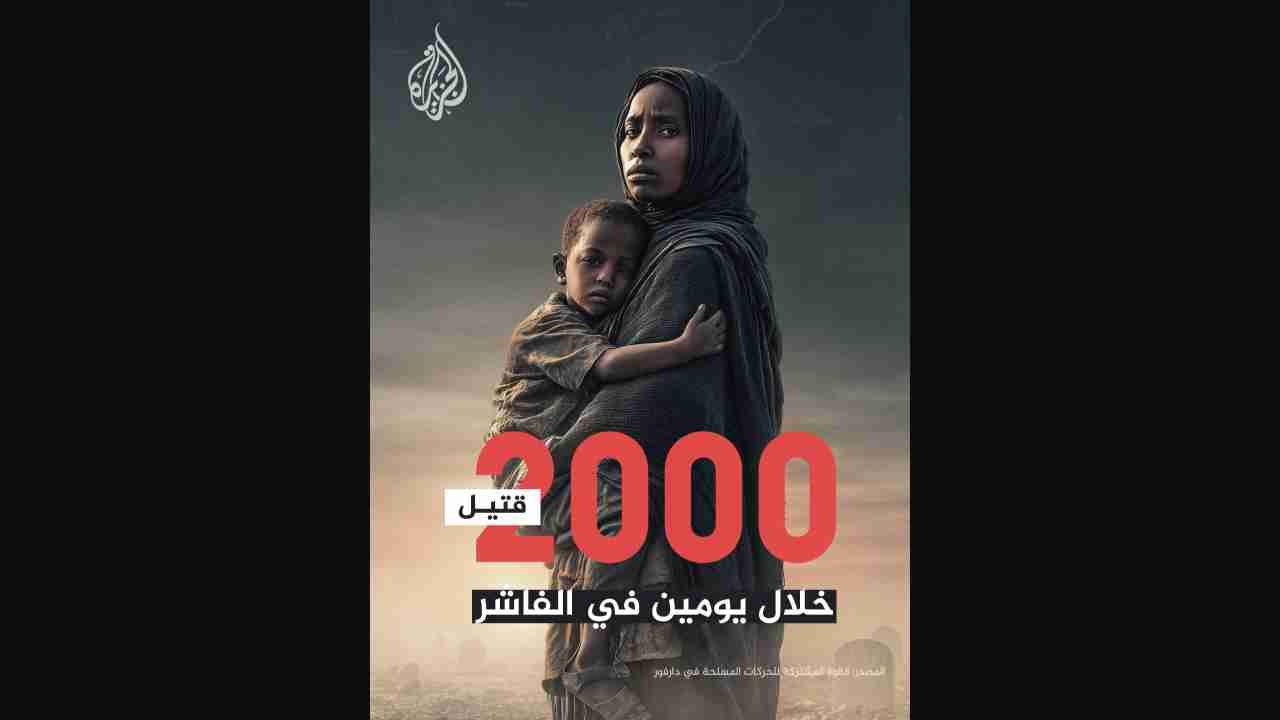 الجزيرة
2000
قتيل
خلال يومين في الفاشر
المصدر: القوة المشتركة للحركات المسلحة في دارفور